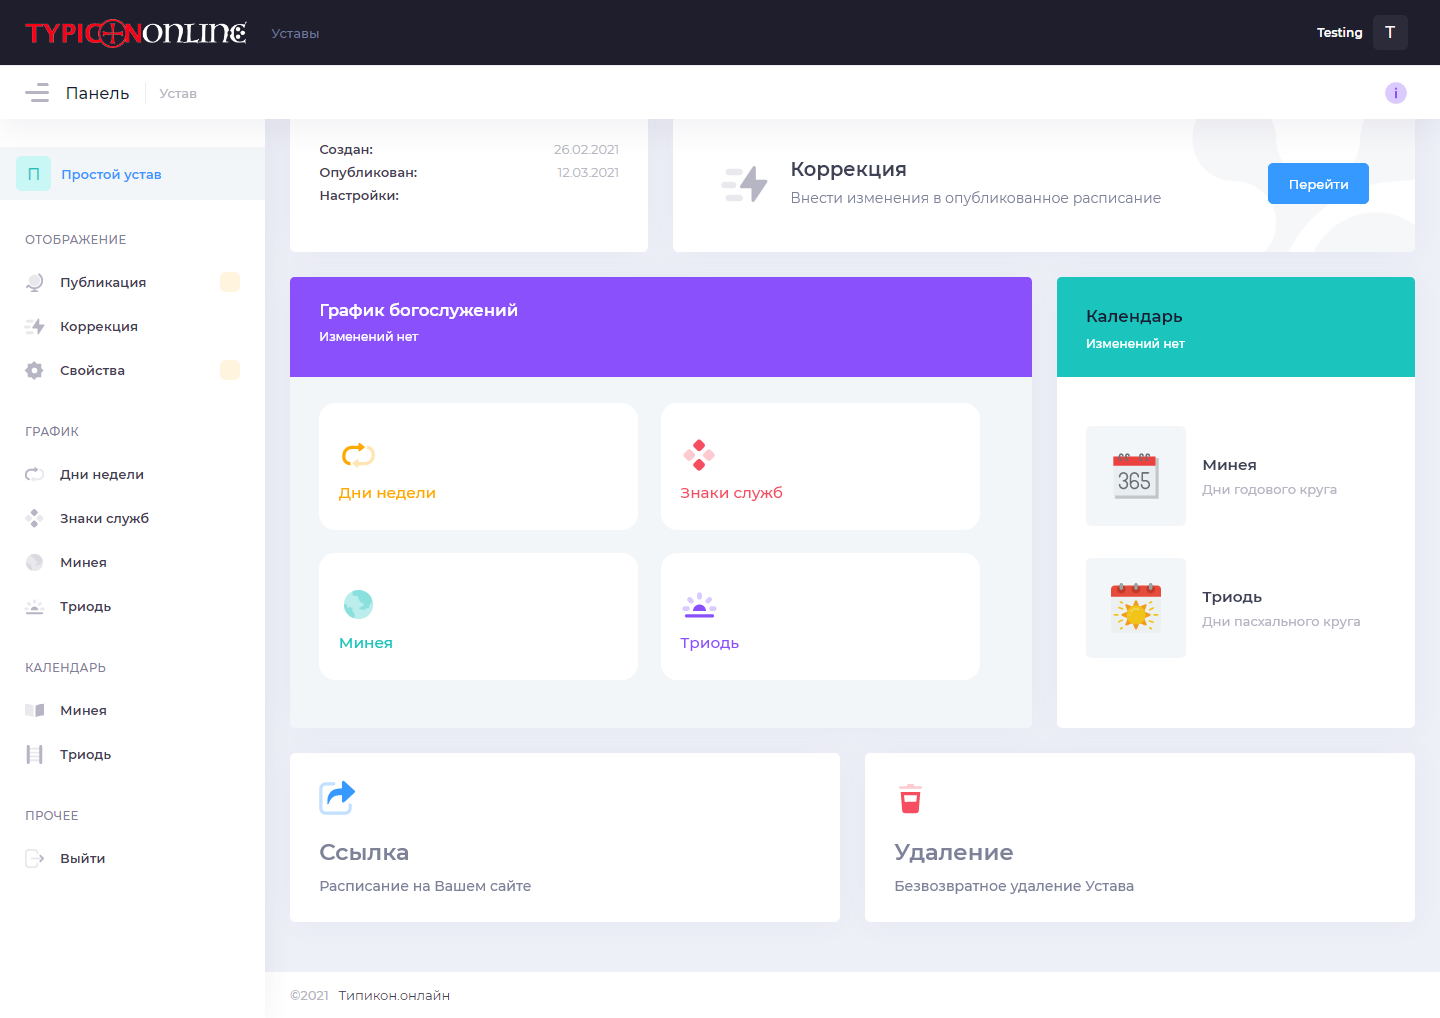 TYPICON ONLINE
Уставы
Testing
T
Панель
Устав
i
П
Простой устав
ОТОБРАЖЕНИЕ
Публикация
Коррекция
Свойства
ГРАФИК
Дни недели
Знаки служб
Минея
Триодь
КАЛЕНДАРЬ
Минея
Триодь
ПРОЧЕЕ
Выйти
Создан: 26.02.2021
Опубликован: 12.03.2021
Настройки:
Коррекция
Внести изменения в опубликованное расписание
Перейти
График богослужений
Изменений нет
Дни недели
Знаки служб
Минея
Триодь
Календарь
Изменений нет
365
Минея
Дни годового круга
Триодь
Дни пасхального круга
Ссылка
Расписание на Вашем сайте
Удаление
Безвозвратное удаление Устава
©2021 Типикон.онлайн